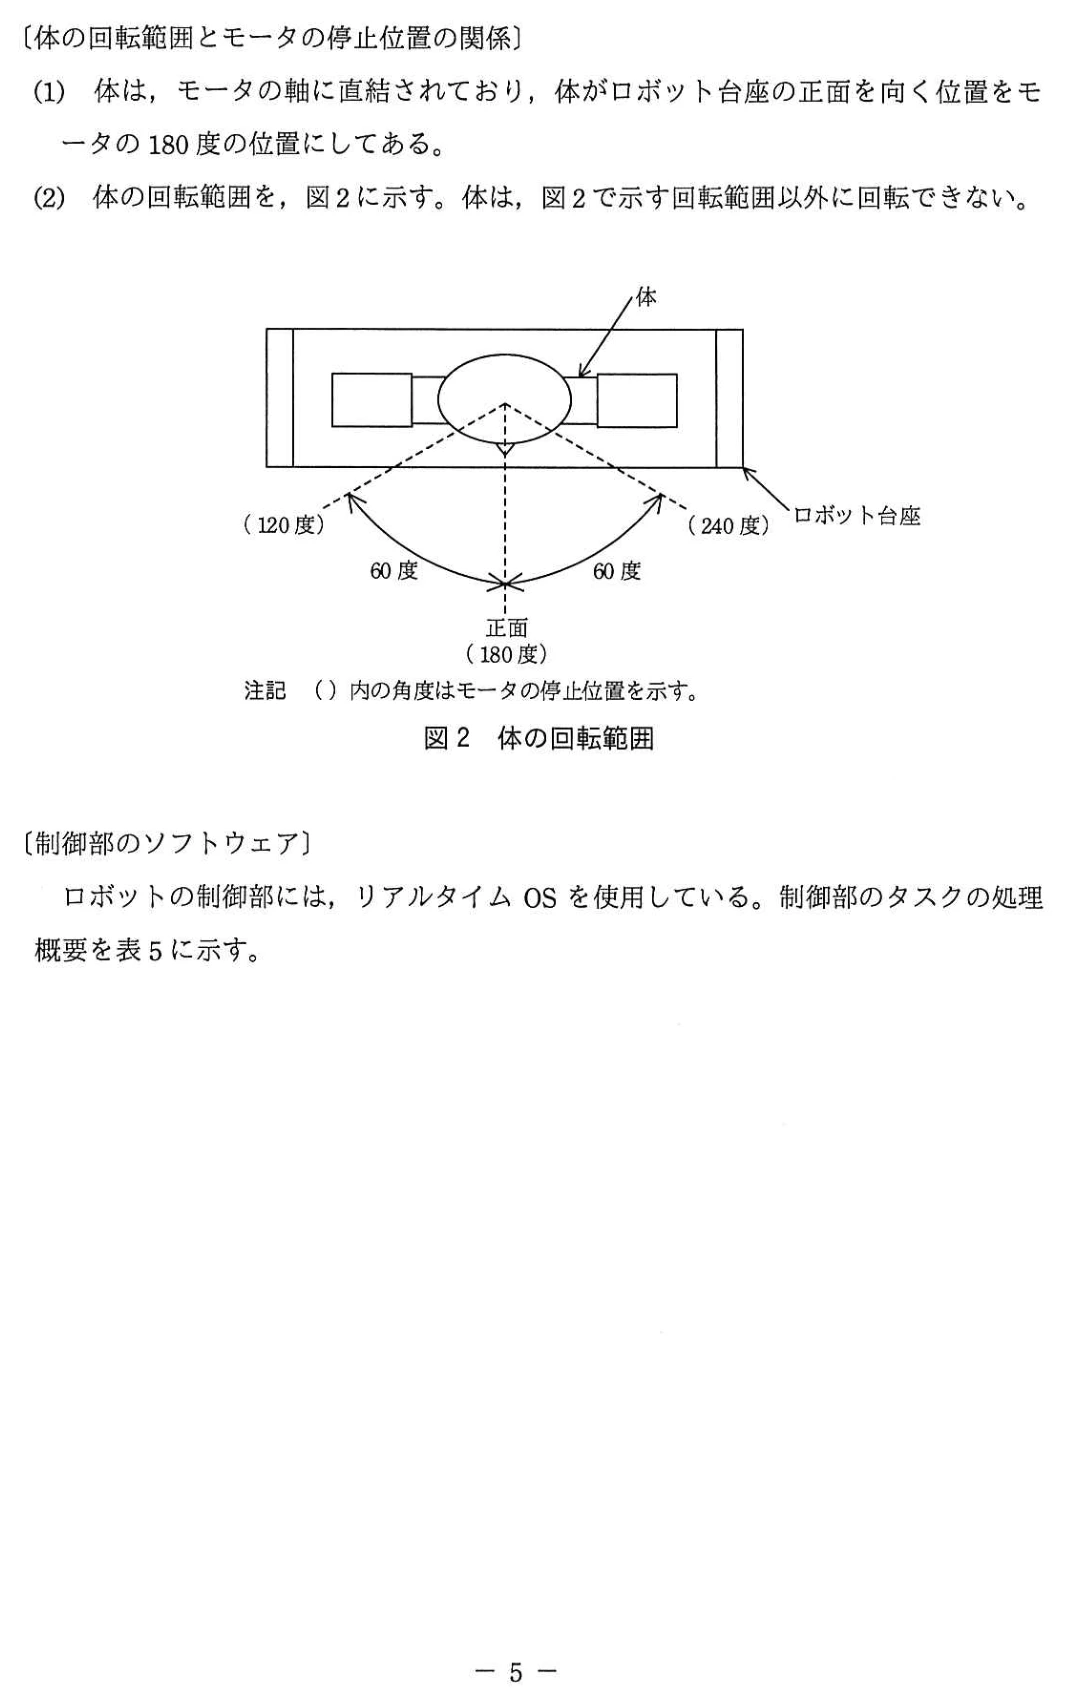 〔体の回転範囲とモータの停止位置の関係〕
(1) 体は，モータの軸に直結されており，体がロボット台座の正面を向く位置をモ
ータの 180 度の位置にしてある。
(2) 体の回転範囲を，図 2 に示す。体は，図 2 で示す回転範囲以外に回転できない。
体
ロボット台座
（120 度）
（240 度）
60 度
60 度
正面
（180 度）
注記 （）内の角度はモータの停止位置を示す。
図 2 体の回転範囲
〔制御部のソフトウェア〕
ロボットの制御部には，リアルタイム OS を使用している。制御部のタスクの処理
概要を表 5 に示す。
－ 5 －